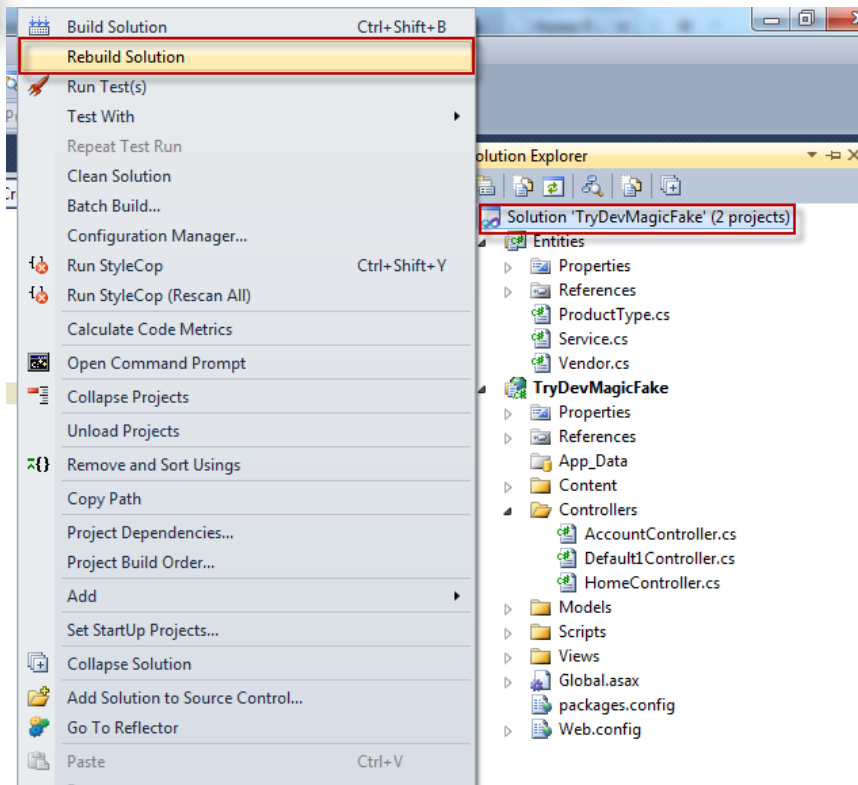 Build Solution Ctrl+Shift+B
Rebuild Solution
Run Test(s)
Test With
Repeat Test Run
Clean Solution
Batch Build...
Configuration Manager...
Run StyleCop Ctrl+Shift+Y
Run StyleCop (Rescan All)
Calculate Code Metrics
Open Command Prompt
Collapse Projects
Unload Projects
Remove and Sort Usings
Copy Path
Project Dependencies...
Project Build Order...
Add
Set StartUp Projects...
Collapse Solution
Add Solution to Source Control...
Go To Reflector
Paste Ctrl+V
olution Explorer
Solution 'TryDevMagicFake' (2 projects)
Entities
Properties
References
ProductType.cs
Service.cs
Vendor.cs
TryDevMagicFake
Properties
References
App_Data
Content
Controllers
AccountController.cs
Default1Controller.cs
HomeController.cs
Models
Scripts
Views
Global.asax
packages.config
Web.config